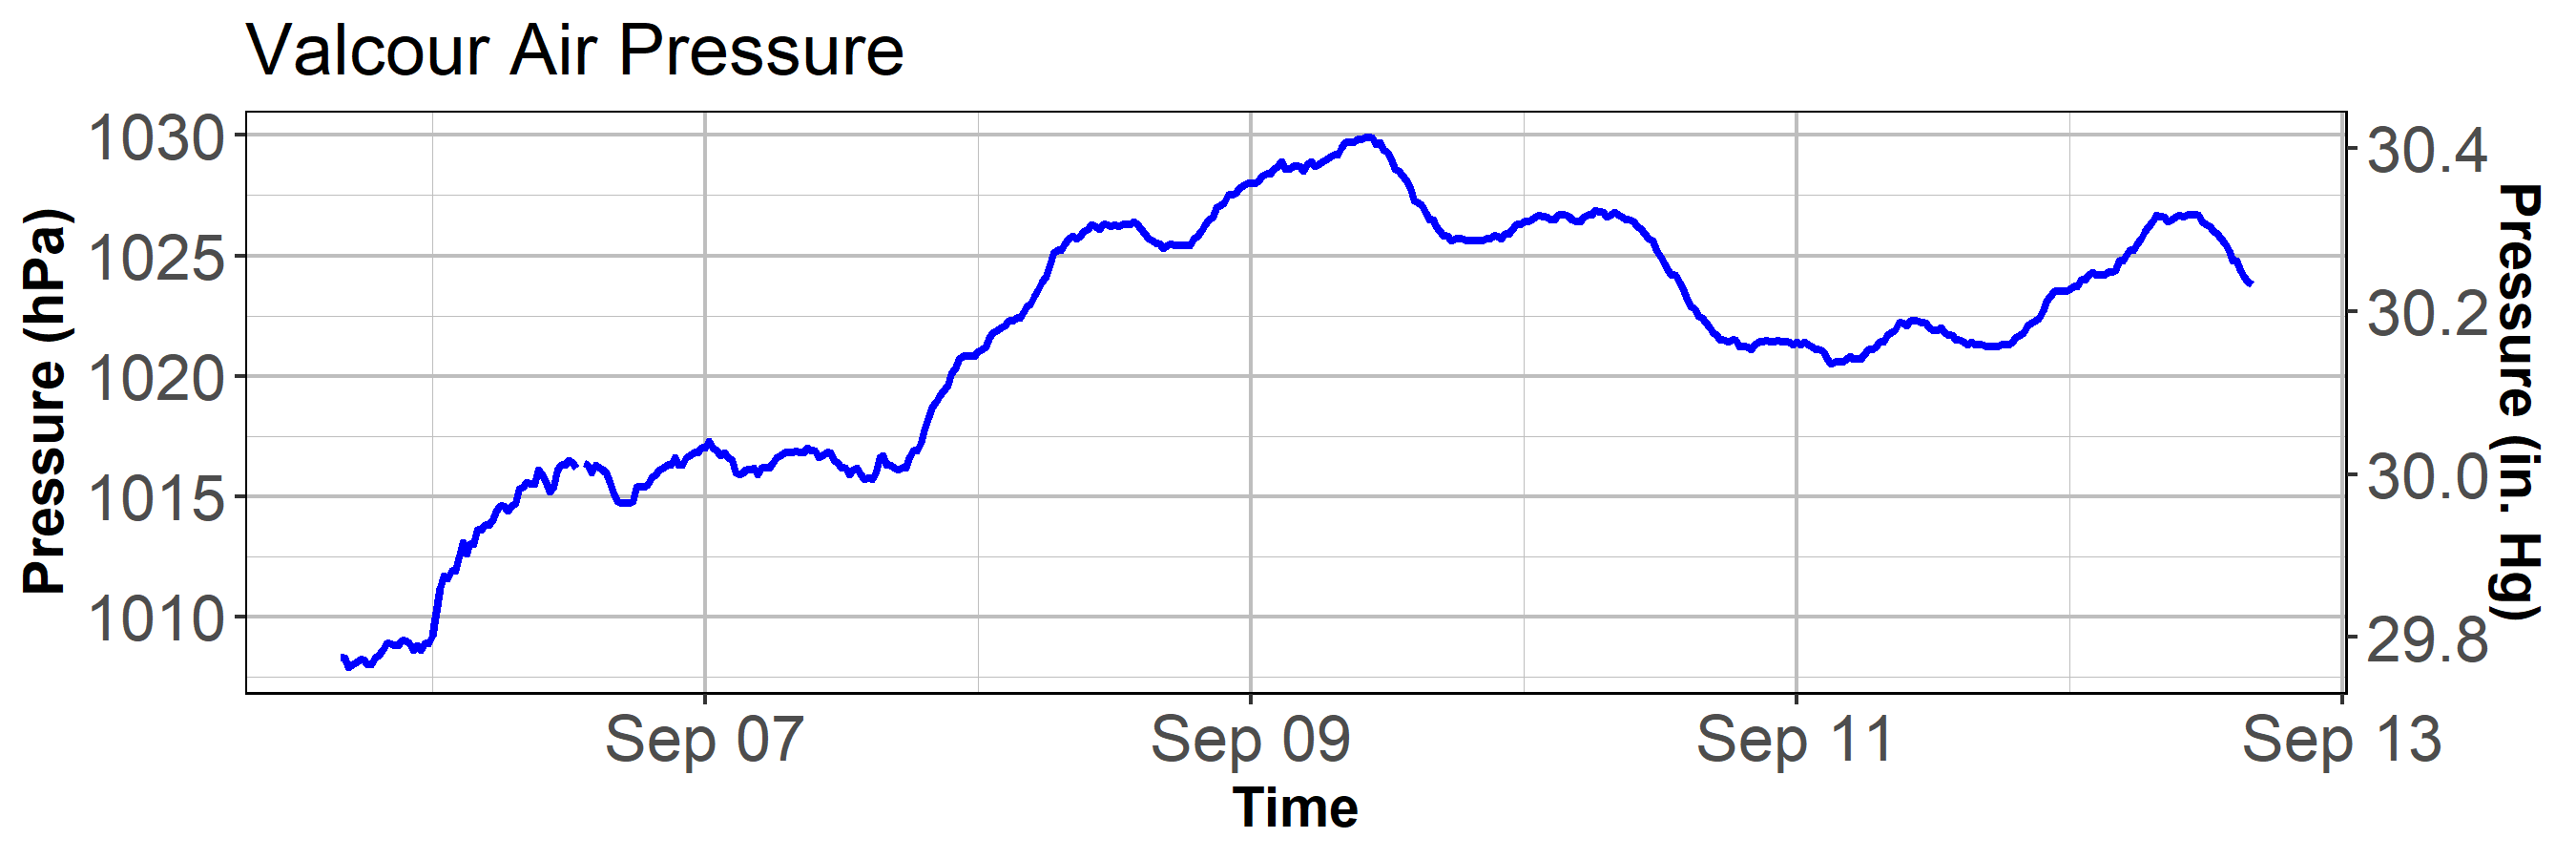 Valcour Air Pressure
Pressure (hPa)
1030
1025
1020
1015
1010
30.4
30.2
30.0
29.8
Pressure (in. Hg)
Sep 07
Sep 09
Sep 11
Sep 13
Time